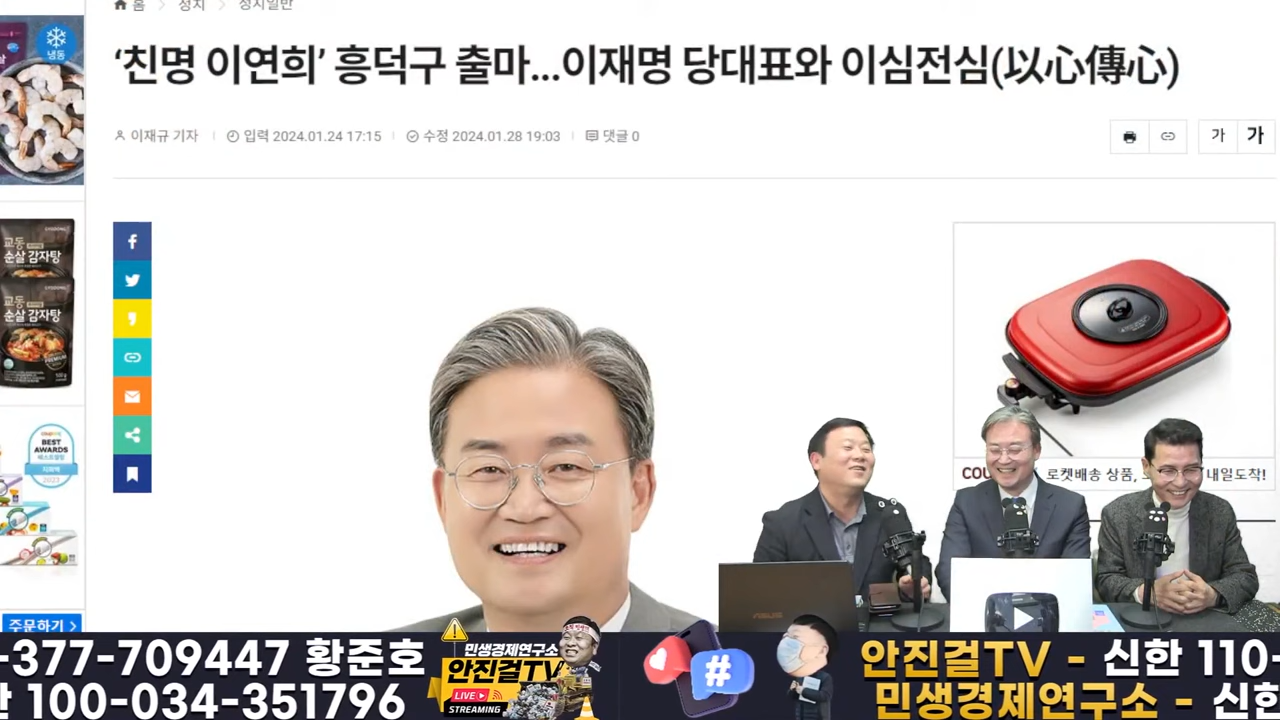 홈 > 정치 > 정치일반
‘친명 이연희’ 흥덕구 출마...이재명 당대표와 이심전심(以心傳心)
이재규 기자
입력 2024.01.24 17:15
수정 2024.01.28 19:03
댓글 0
가 가
냉동
교동
순살 감자탕
교동
순살 감자탕
BEST
AWARDS
2023
주문하기 >
COU
로켓배송 상품,
내일도착!
-377-709447 황준호
100-034-351796
민생경제연구소
안진걸TV
LIVE
STREAMING
#
안진걸TV - 신한 110-
민생경제연구소 - 신한